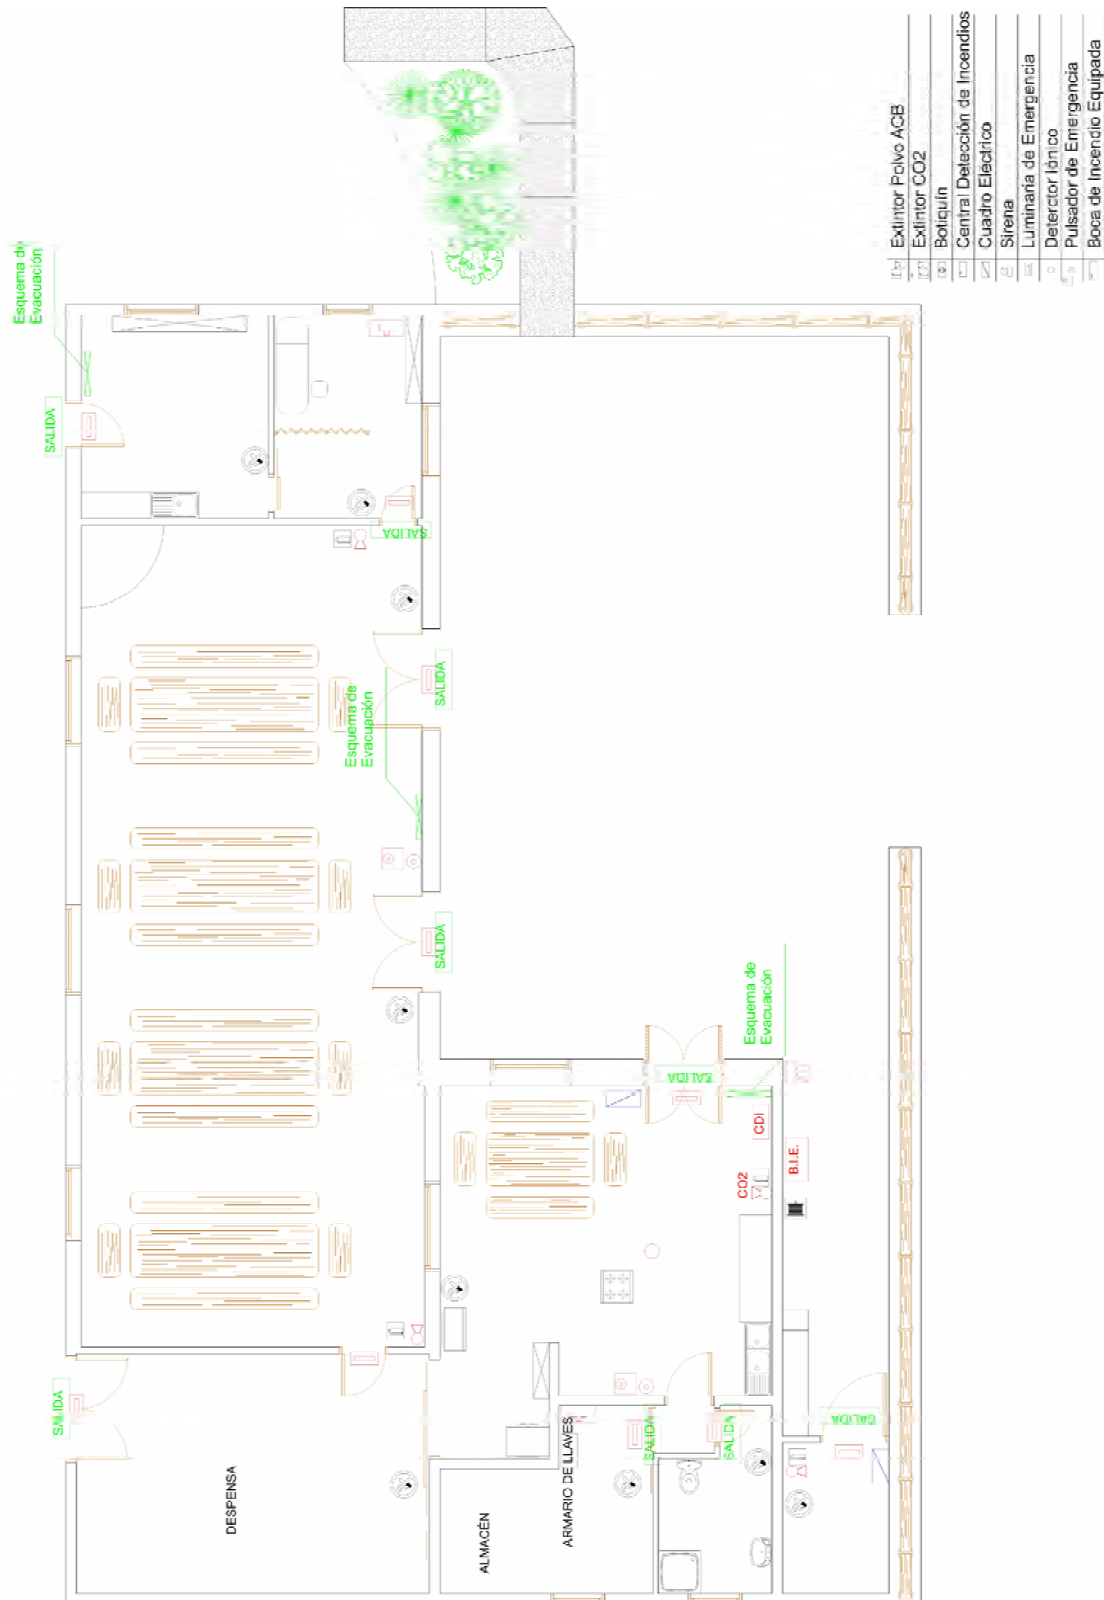 Extintor Polvo ACB
Extintor CO2
Botiquín
Central Detección de Incendios
Cuadro Eléctrico
Sirena
Luminaria de Emergencia
Deterctor Iónico
Pulsador de Emergencia
Boca de Incendio Equipada
Esquema de
Evacuación
SALIDA
SALIDA
SALIDA
Esquema de
Evacuación
SALIDA
Esquema de
Evacuación
SALIDA
CDI
CO2
B.I.E.
SALIDA
SALIDA
SALIDA
SALIDA
DESPENSA
ALMACÉN
ARMARIO DE LLAVES